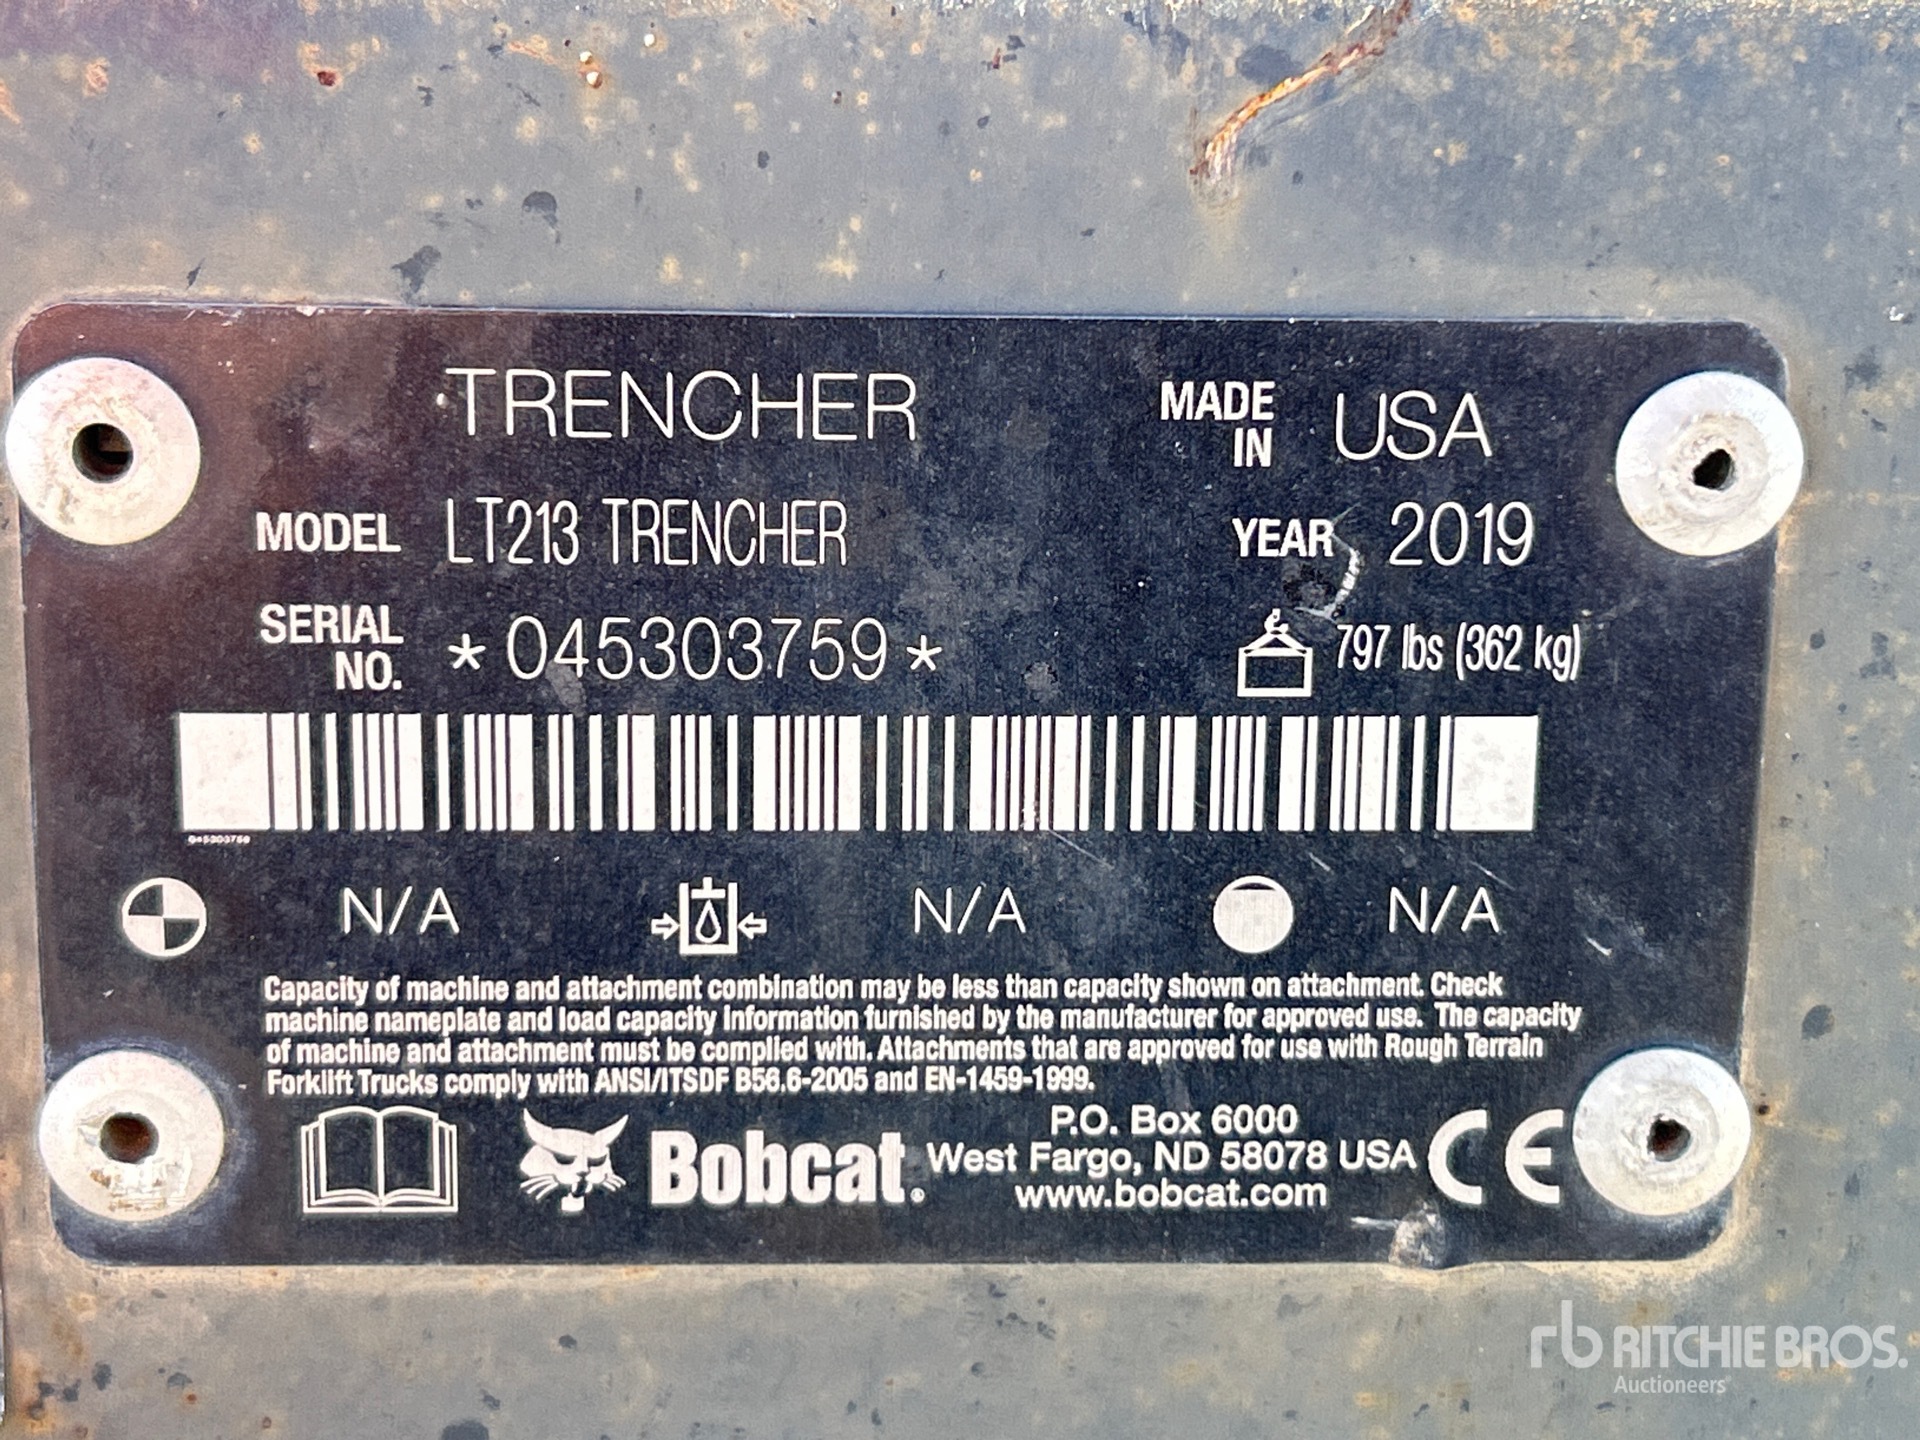 TRENCHER
MADE IN USA
MODEL LT213 TRENCHER
YEAR 2019
SERIAL NO. *045303759*
797 lbs (362 kg)
045303759
N/A N/A N/A
Capacity of machine and attachment combination may be less than capacity shown on attachment. Check
machine nameplate and load capacity information furnished by the manufacturer for approved use. The capacity
of machine and attachment must be complied with. Attachments that are approved for use with Rough Terrain
Forklift Trucks comply with ANSI/ITSDF B56.6-2005 and EN-1459-1999.
Bobcat®
P.O. Box 6000
West Fargo, ND 58078 USA
www.bobcat.com
CE
rb RITCHIE BROS.
Auctioneers